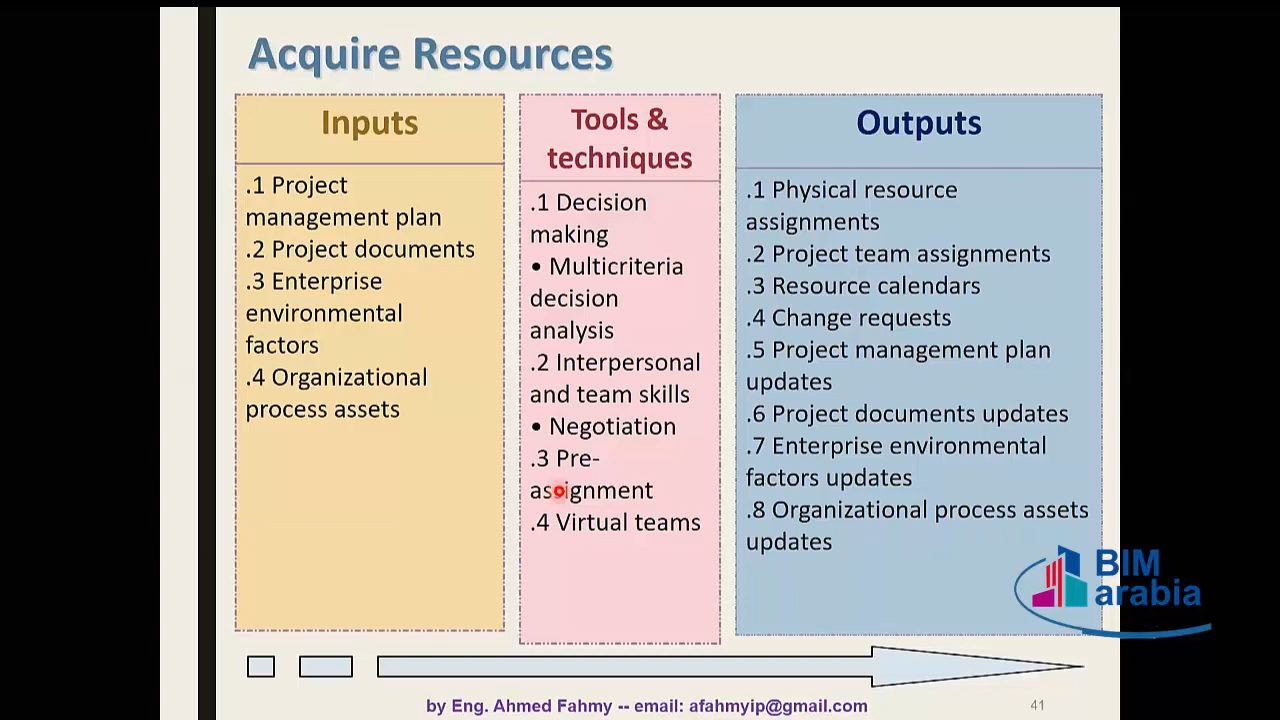 Acquire Resources
Inputs
.1 Project
management plan
.2 Project documents
.3 Enterprise
environmental
factors
.4 Organizational
process assets
Tools &
techniques
.1 Decision
making
• Multicriteria
decision
analysis
.2 Interpersonal
and team skills
• Negotiation
.3 Pre-
assignment
.4 Virtual teams
Outputs
.1 Physical resource
assignments
.2 Project team assignments
.3 Resource calendars
.4 Change requests
.5 Project management plan
updates
.6 Project documents updates
.7 Enterprise environmental
factors updates
.8 Organizational process assets
updates
BIM
arabia
by Eng. Ahmed Fahmy -- email: afahmyip@gmail.com
41